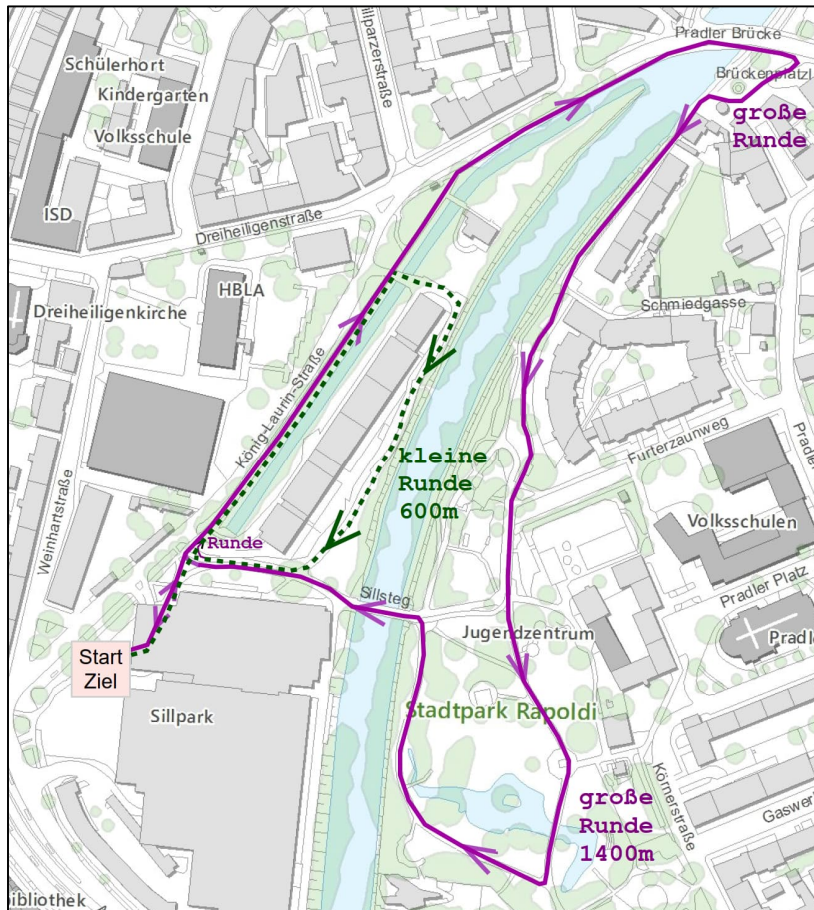 Pradler Brücke
Brückenplatzl
Schülerhort
Kindergarten
Volksschule
ISD
große
Runde
Dreiheiligenstraße
HBLA
Dreiheiligenkirche
Schmiedgasse
König-Laurin-Straße
Furterzaunweg
kleine
Runde
600m
Volksschulen
Weinhartstraße
Runde
Pradler Platz
Sillsteg
Jugendzentrum
Start
Ziel
Sillpark
Stadtpark Rapoldi
große
Runde
1400m
Körnerstraße